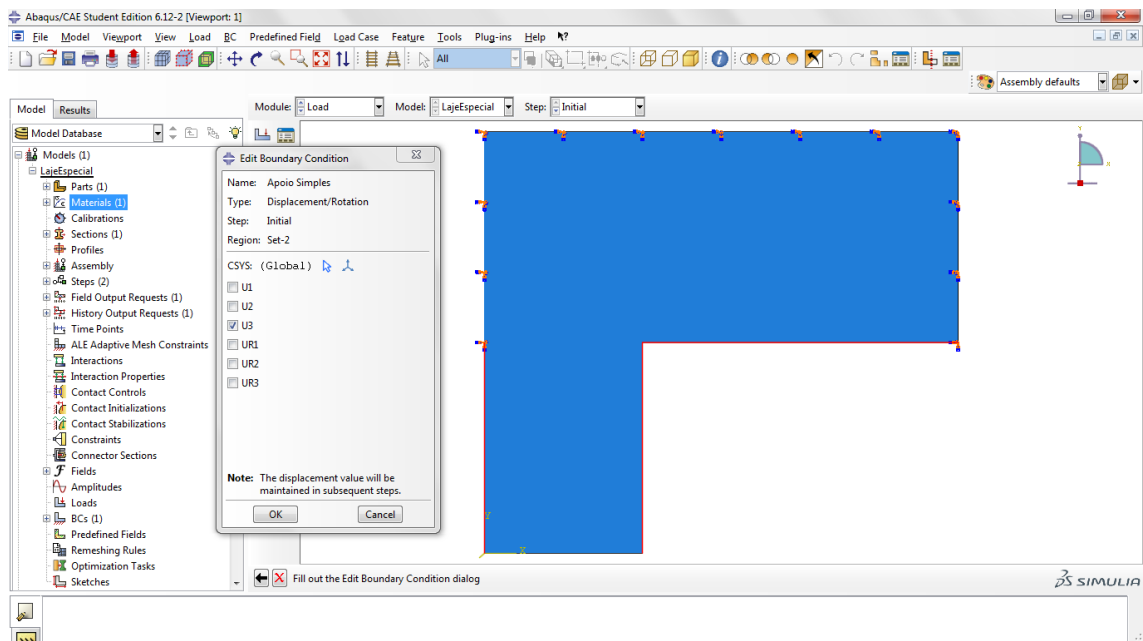 Abaqus/CAE Student Edition 6.12-2 [Viewport: 1]
File Model Viewport View Load BC Predefined Field Load Case Feature Tools Plug-ins Help
All
Assembly defaults
Model Results
Module: Load Model: LajeEspecial Step: Initial
Model Database
Models (1)
LajeEspecial
Parts (1)
Materials (1)
Calibrations
Sections (1)
Profiles
Assembly
Steps (2)
Field Output Requests (1)
History Output Requests (1)
Time Points
ALE Adaptive Mesh Constraints
Interactions
Interaction Properties
Contact Controls
Contact Initializations
Contact Stabilizations
Constraints
Connector Sections
Fields
Amplitudes
Loads
BCs (1)
Predefined Fields
Remeshing Rules
Optimization Tasks
Sketches
Edit Boundary Condition
Name: Apoio Simples
Type: Displacement/Rotation
Step: Initial
Region: Set-2
CSYS: (Global)
U1
U2
U3
UR1
UR2
UR3
Note: The displacement value will be
maintained in subsequent steps.
OK Cancel
Y
X
Y
X
Fill out the Edit Boundary Condition dialog
SIMULIA